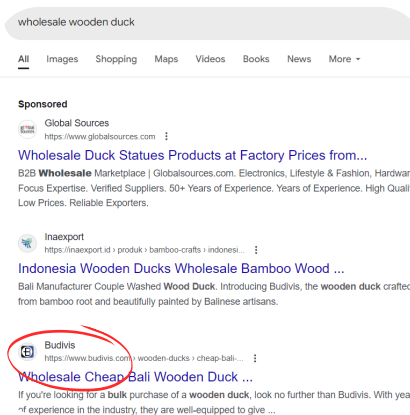 wholesale wooden duck
All Images Shopping Maps Videos Books News More
Sponsored
Global Sources
https://www.globalsources.com
Wholesale Duck Statues Products at Factory Prices from...
B2B Wholesale Marketplace | Globalsources.com. Electronics, Lifestyle & Fashion, Hardwar
Focus Expertise. Verified Suppliers. 50+ Years of Experience. Years of Experience. High Quali
Low Prices. Reliable Exporters.
Inaexport
https://inaexport.id › produk › bamboo-crafts › indonesi...
Indonesia Wooden Ducks Wholesale Bamboo Wood ...
Bali Manufacturer Couple Washed Wood Duck. Introducing Budivis, the wooden duck crafted
from bamboo root and beautifully painted by Balinese artisans.
Budivis
https://www.budivis.com › wooden-ducks › cheap-bali-...
Wholesale Cheap Bali Wooden Duck ...
If you're looking for a bulk purchase of a wooden duck, look no further than Budivis. With yea
of experience in the industry, they are well-equipped to give ...